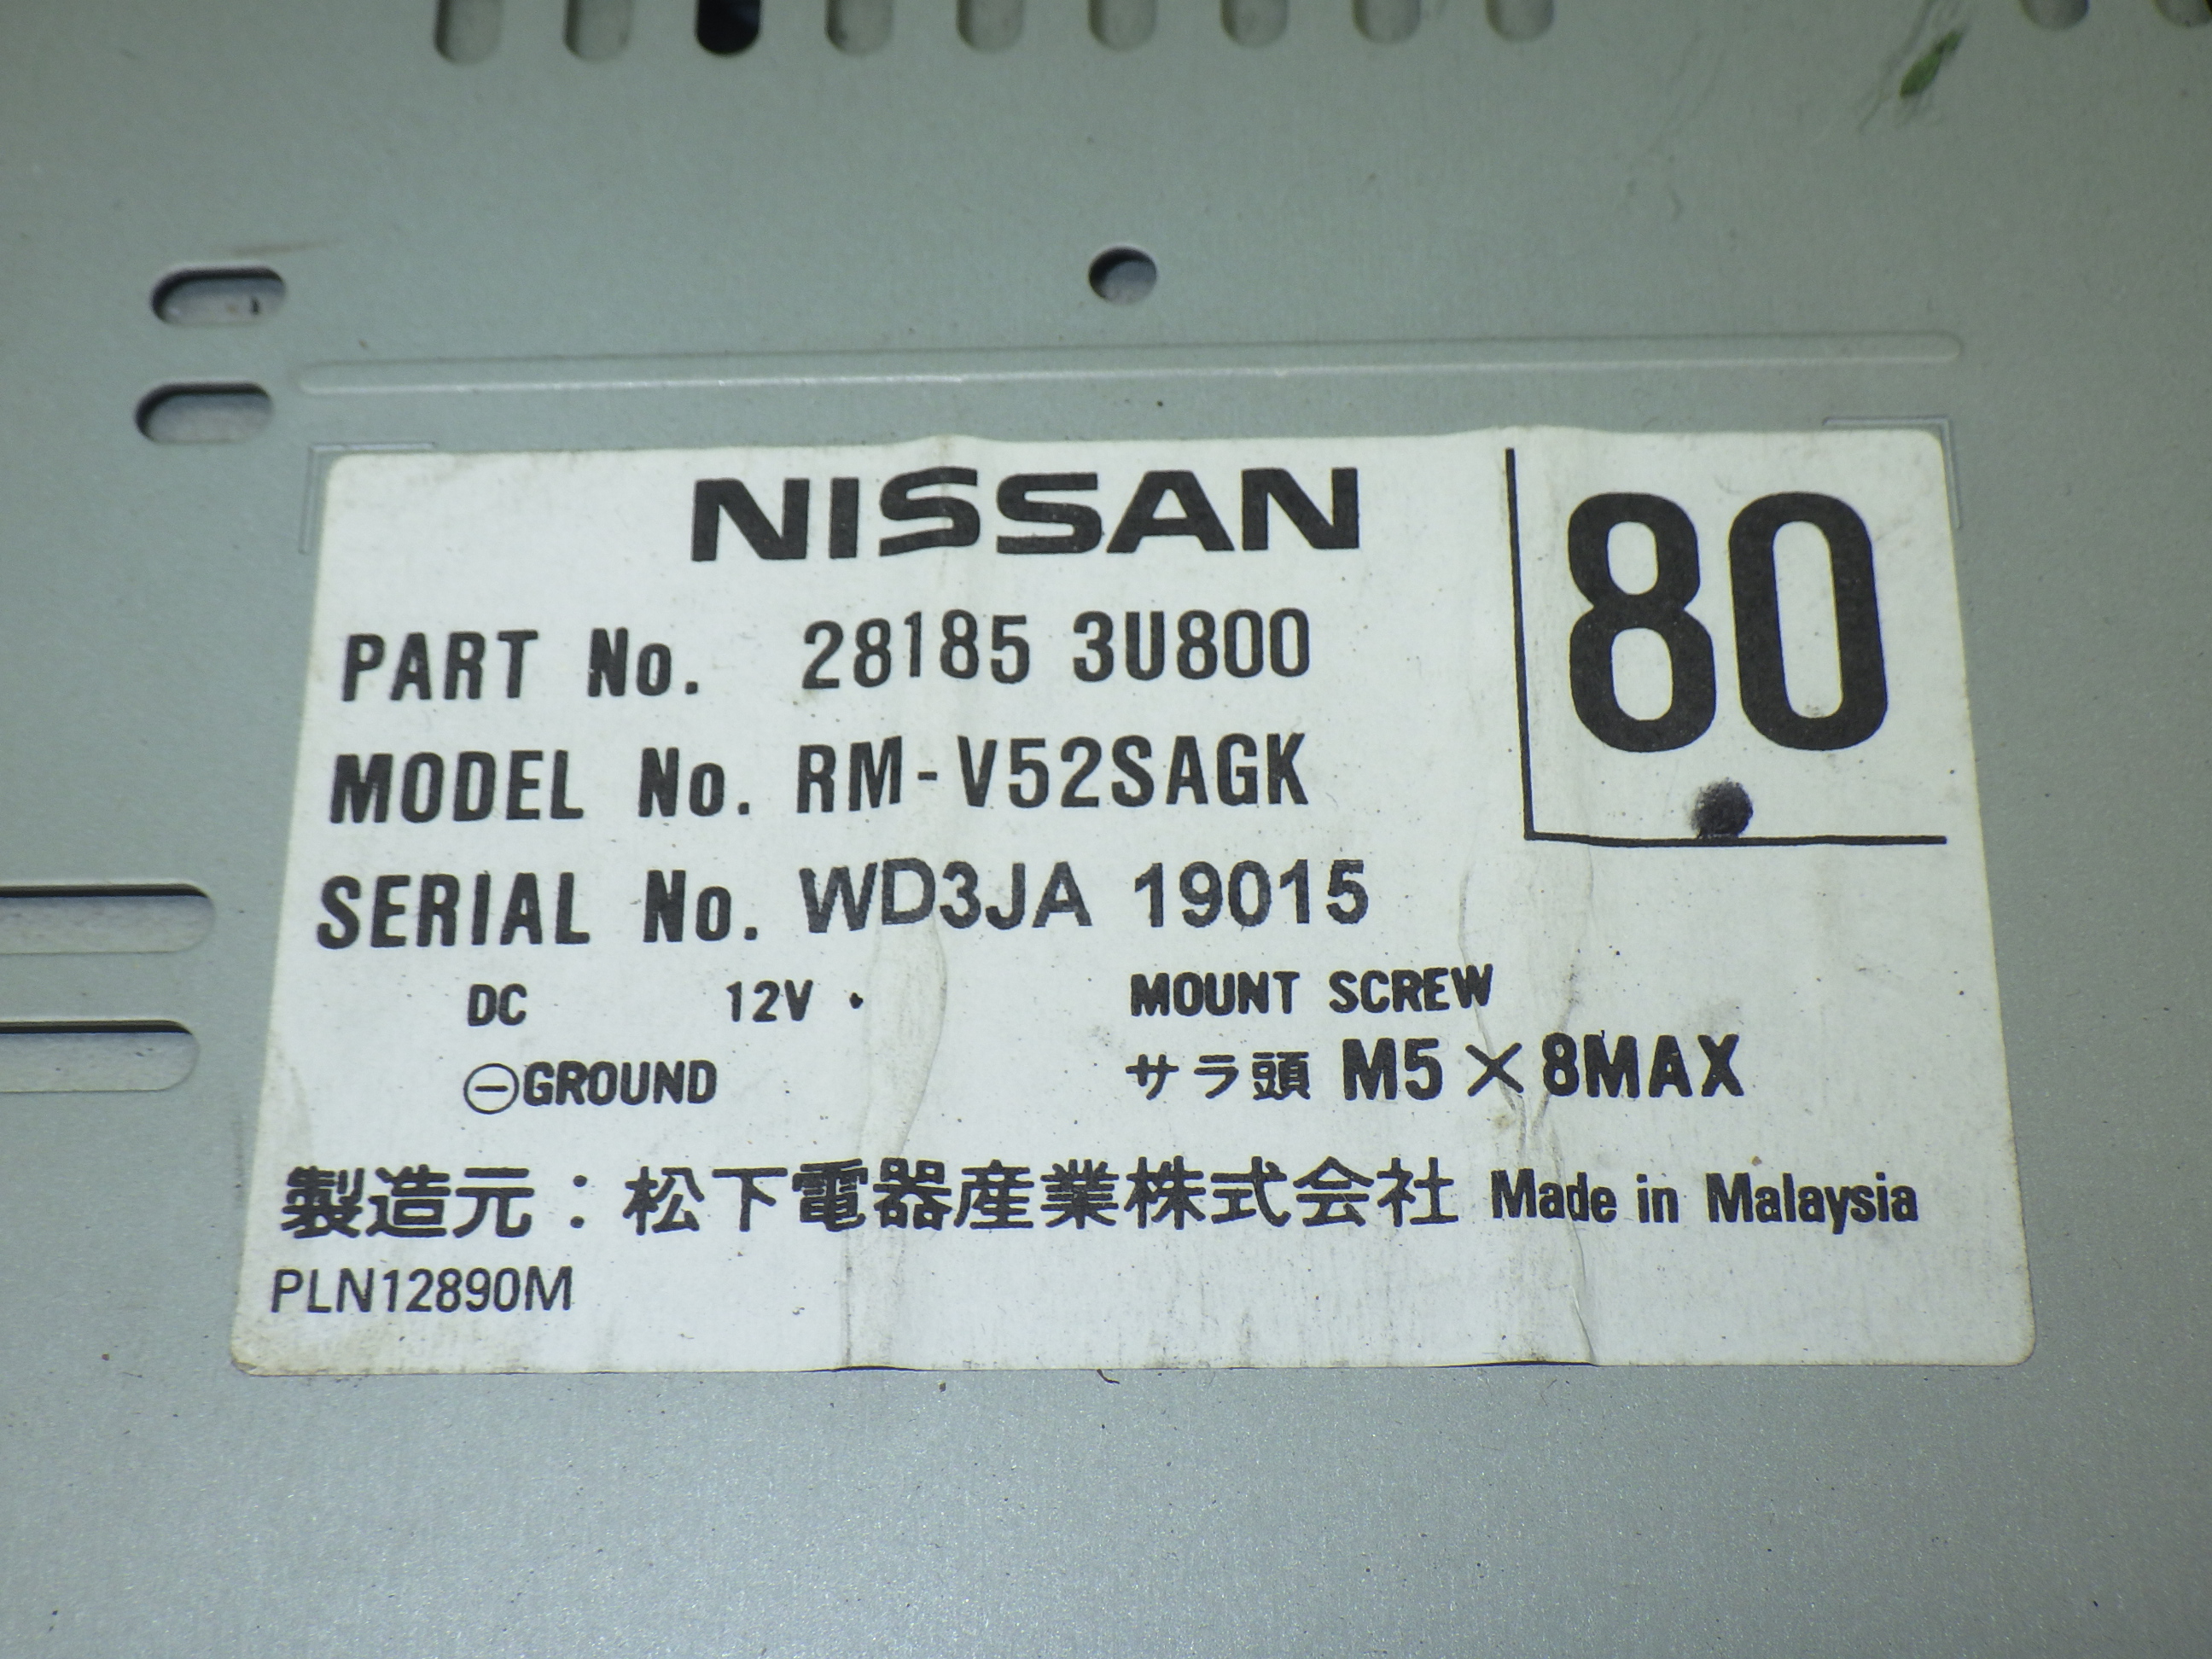 NISSAN
80
PART No. 28185 3U800
MODEL No. RM-V52SAGK
SERIAL No. WD3JA 19015
DC 12V
MOUNT SCREW
⊖GROUND
サラ頭 M5×8MAX
製造元:松下電器産業株式会社 Made in Malaysia
PLN12890M